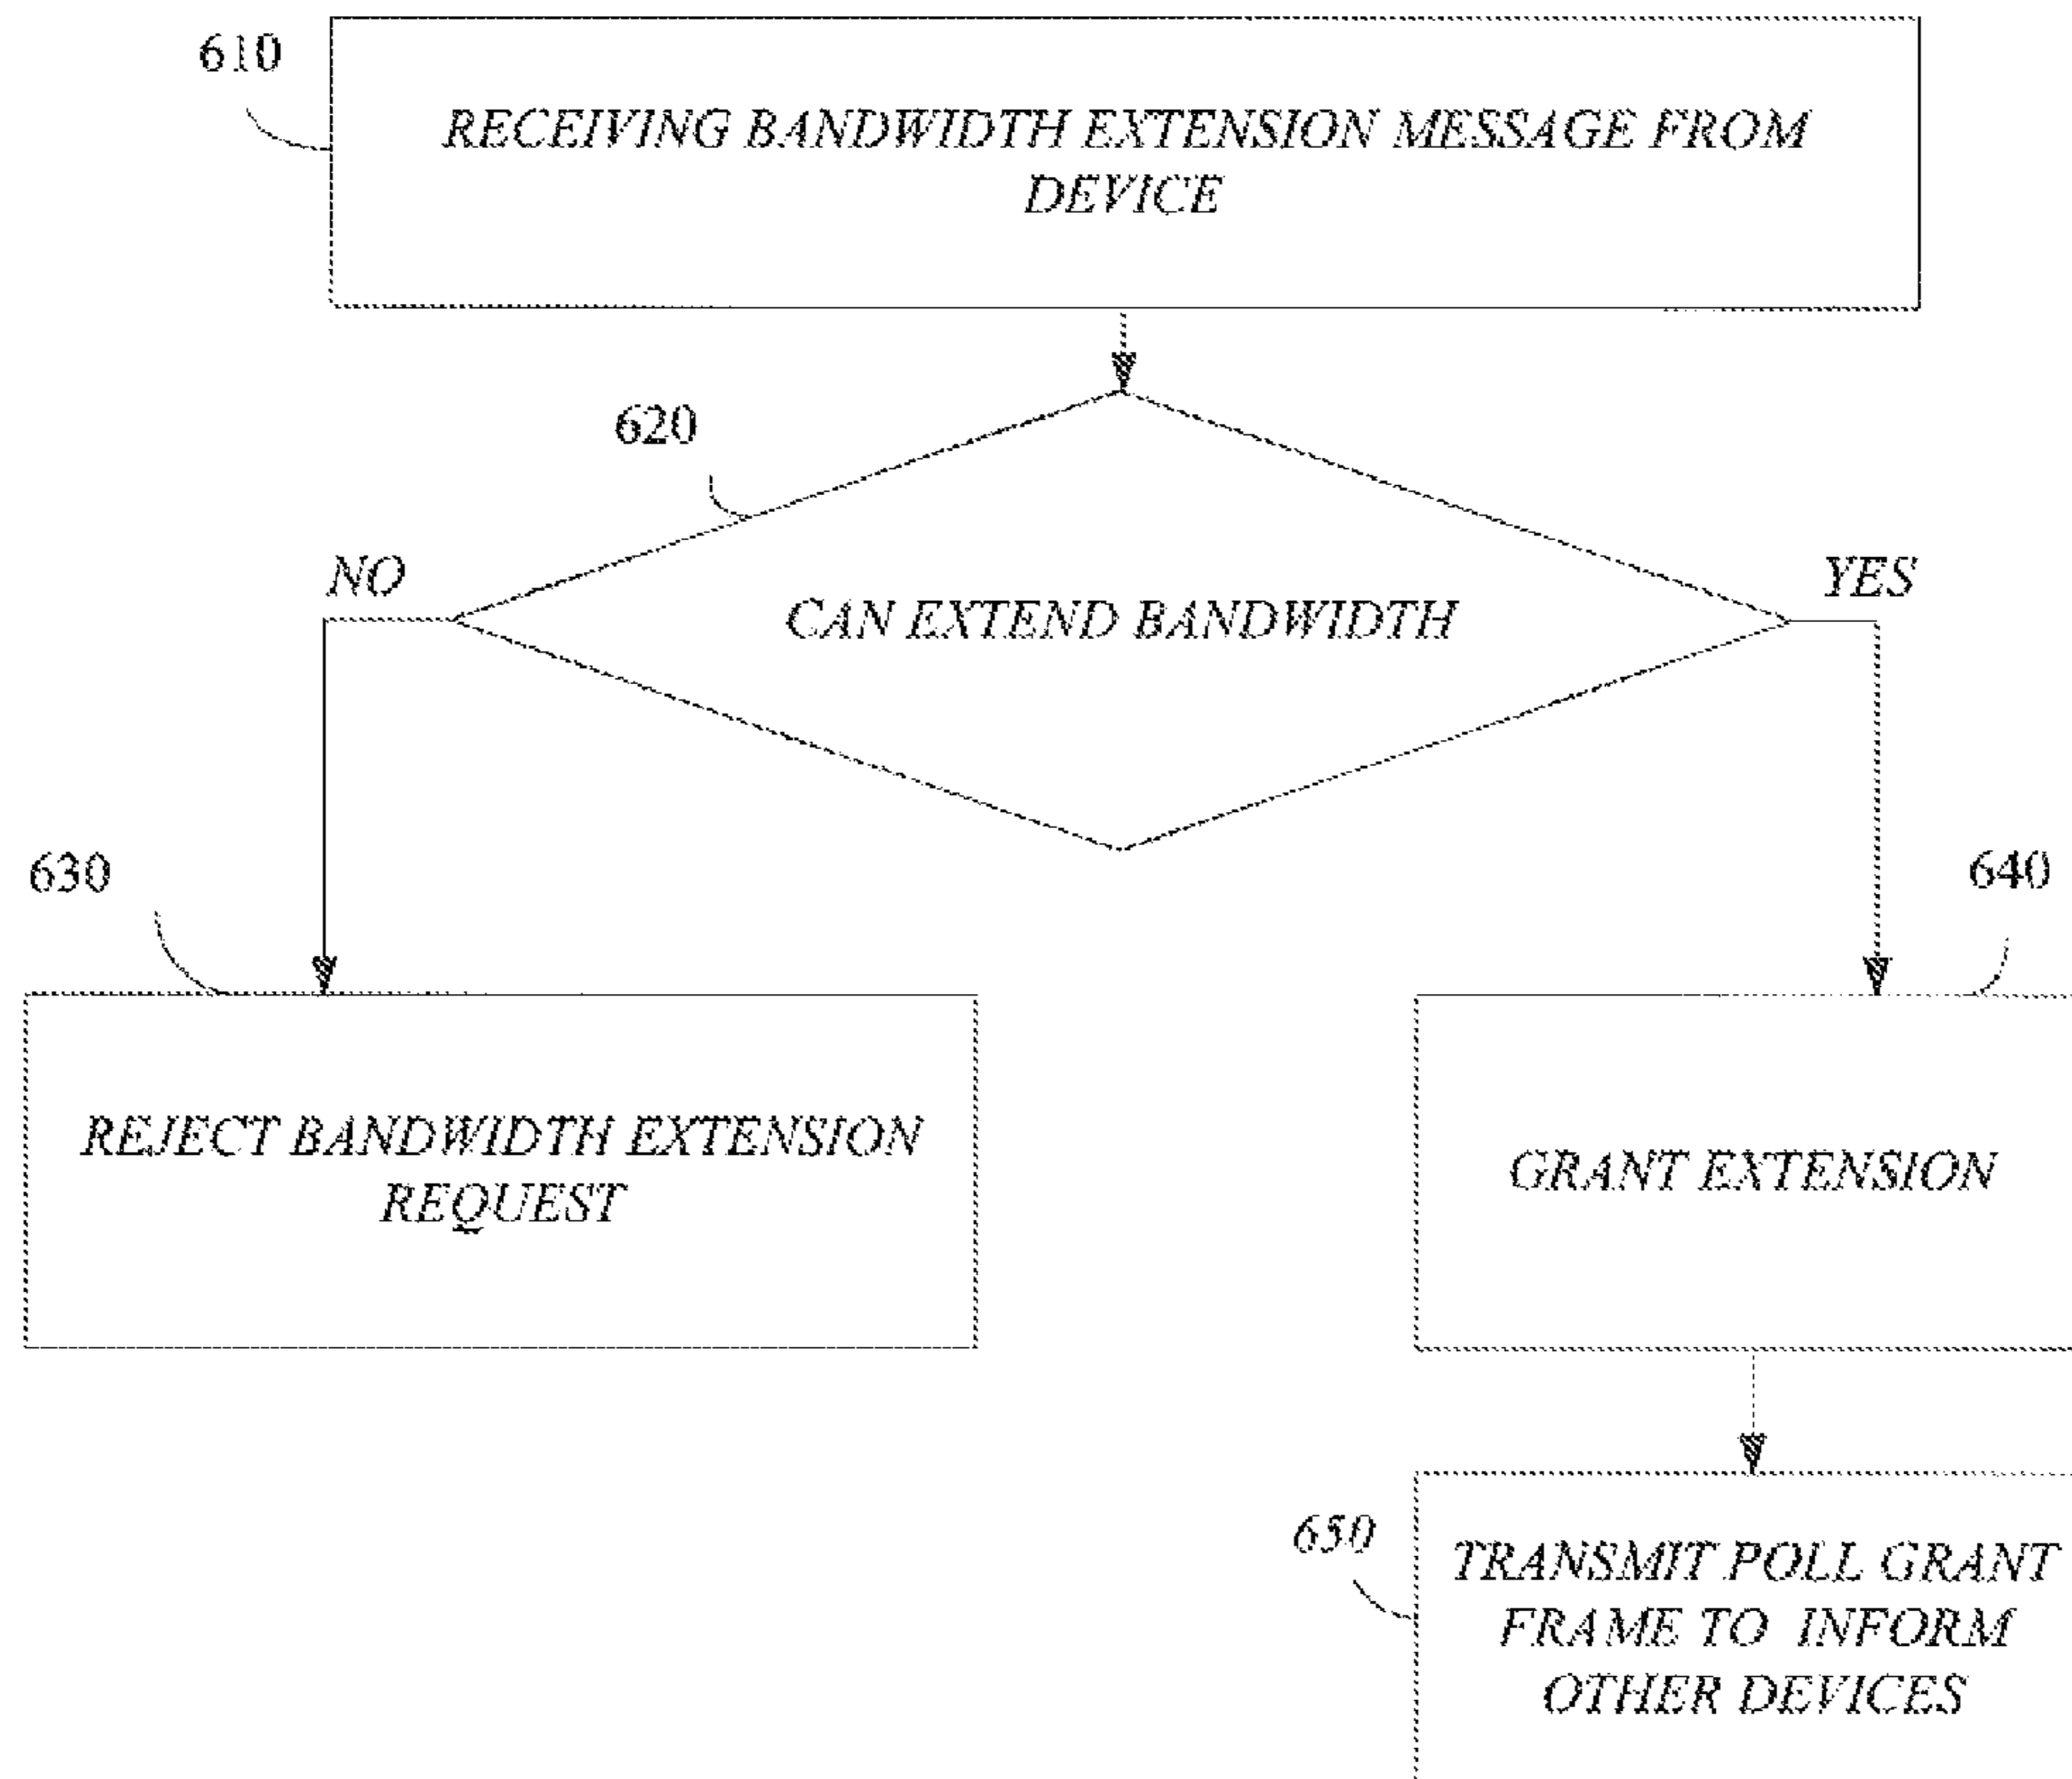 610
RECEIVING BANDWIDTH EXTENSION MESSAGE FROM
DEVICE
620
NO
YES
CAN EXTEND BANDWIDTH
630
640
REJECT BANDWIDTH EXTENSION
REQUEST
GRANT EXTENSION
650
TRANSMIT POLL GRANT
FRAME TO INFORM
OTHER DEVICES